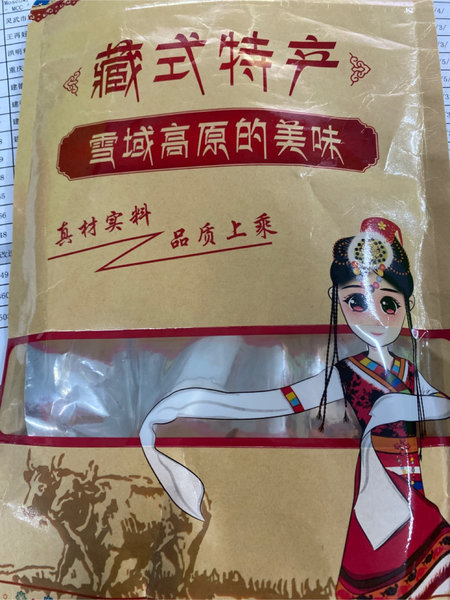 藏式特产
雪域高原的美味
真材实料
品质上乘